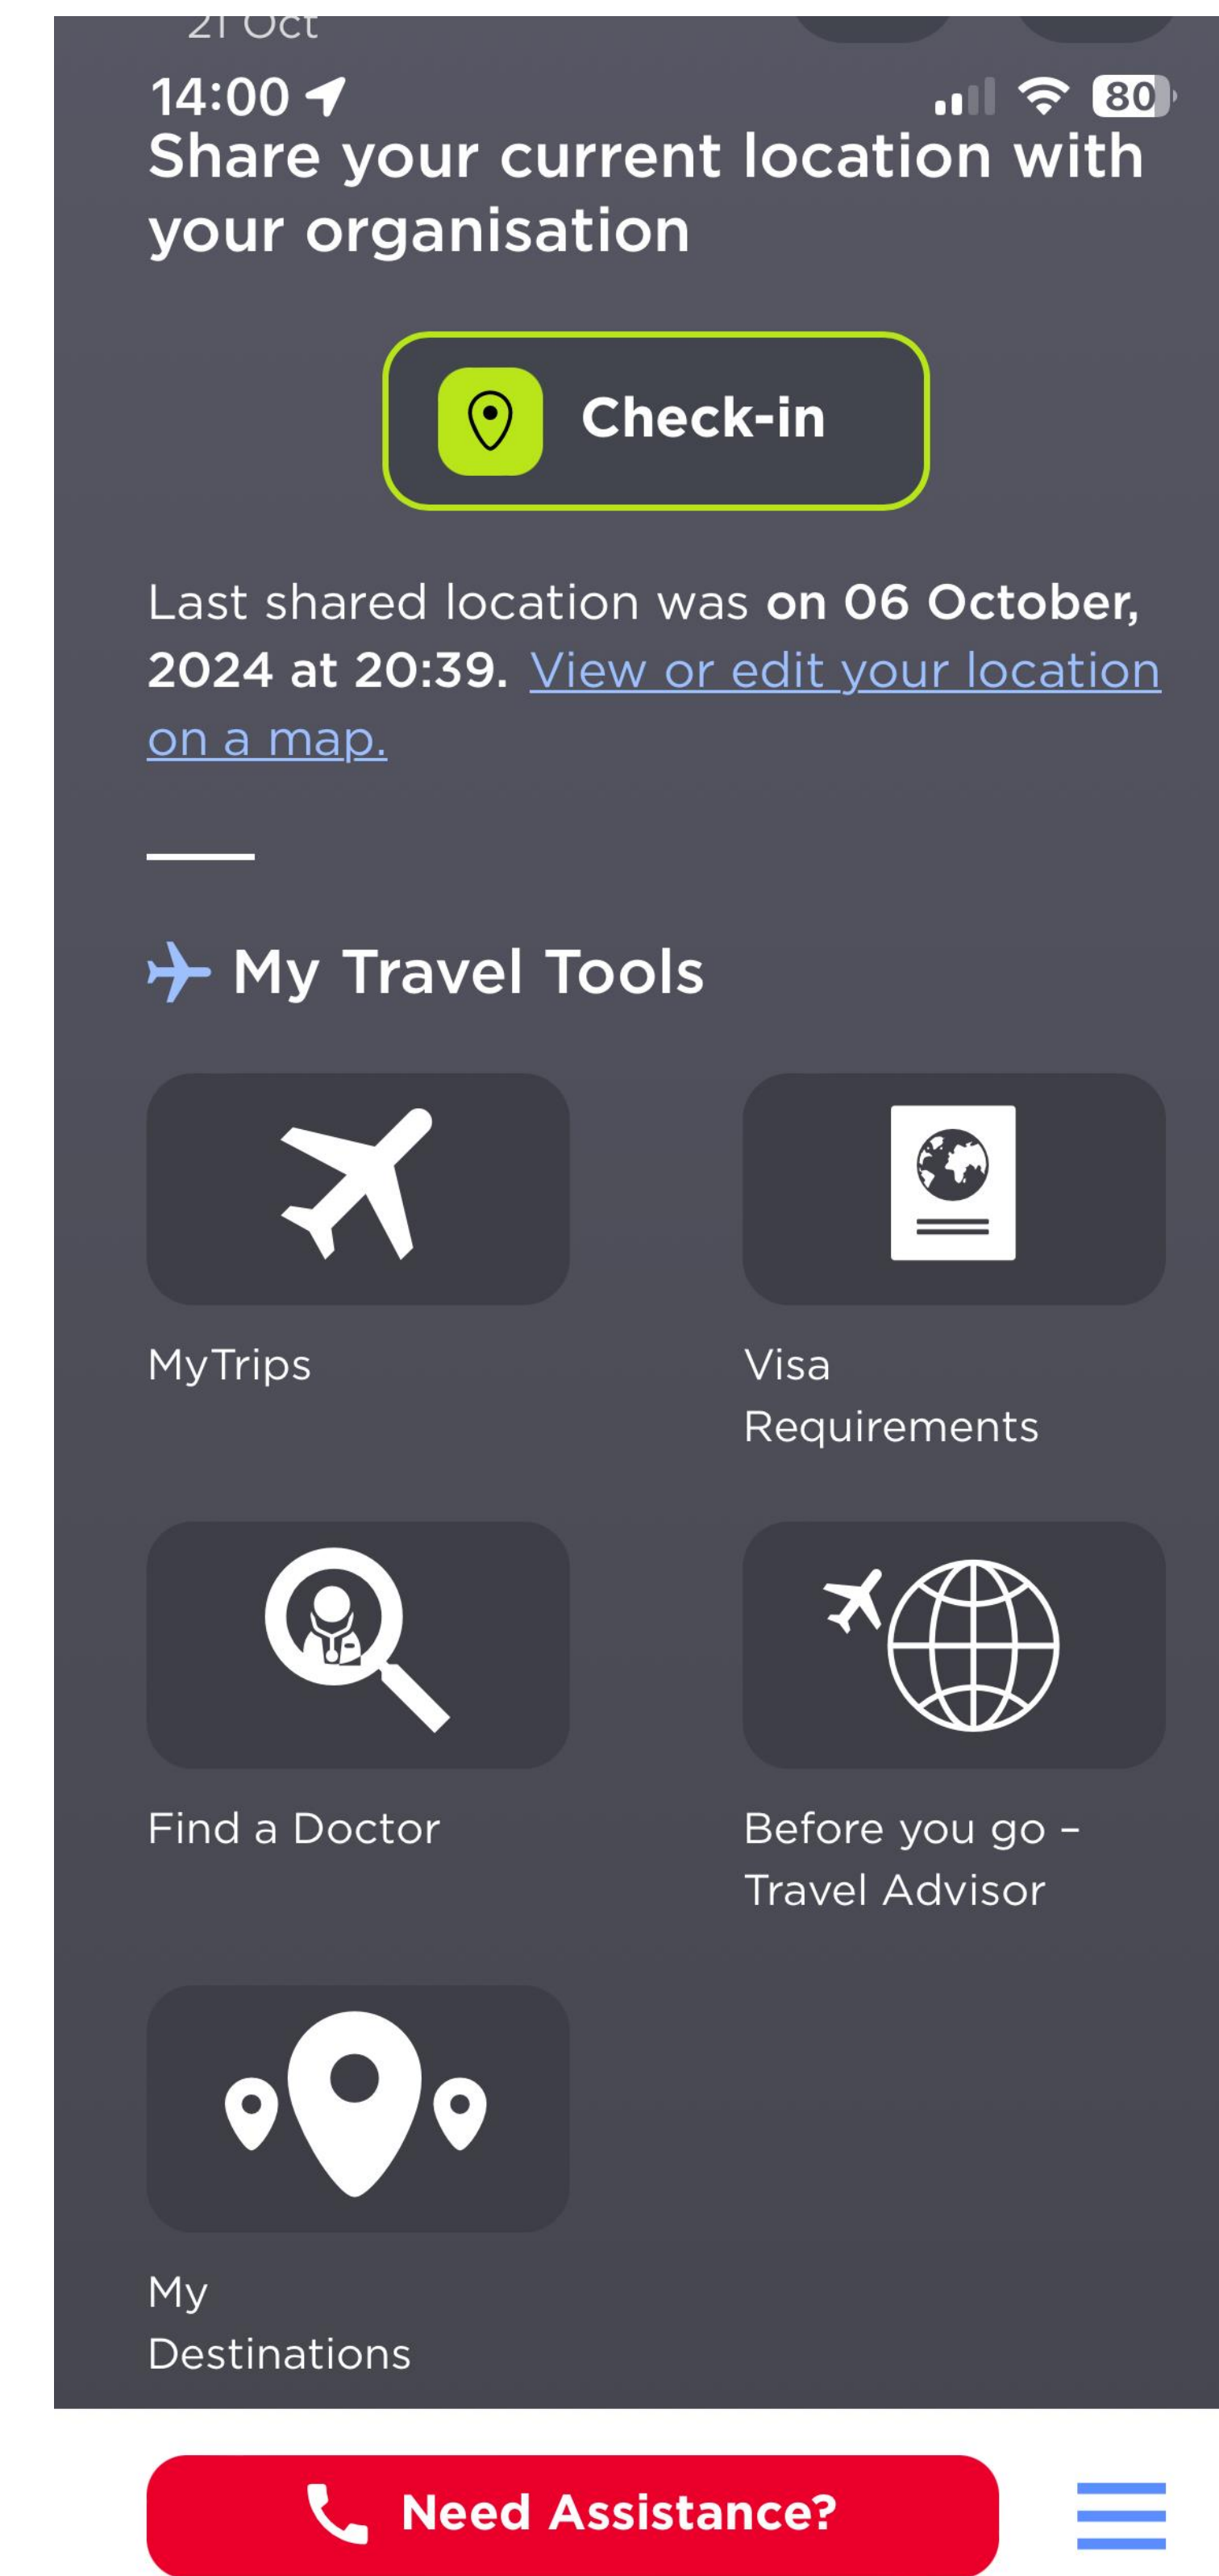 21 Oct
14:00
80
Share your current location with
your organisation
Check-in
Last shared location was on 06 October,
2024 at 20:39. View or edit your location
on a map.
My Travel Tools
MyTrips
Visa
Requirements
Find a Doctor
Before you go –
Travel Advisor
My
Destinations
Need Assistance?